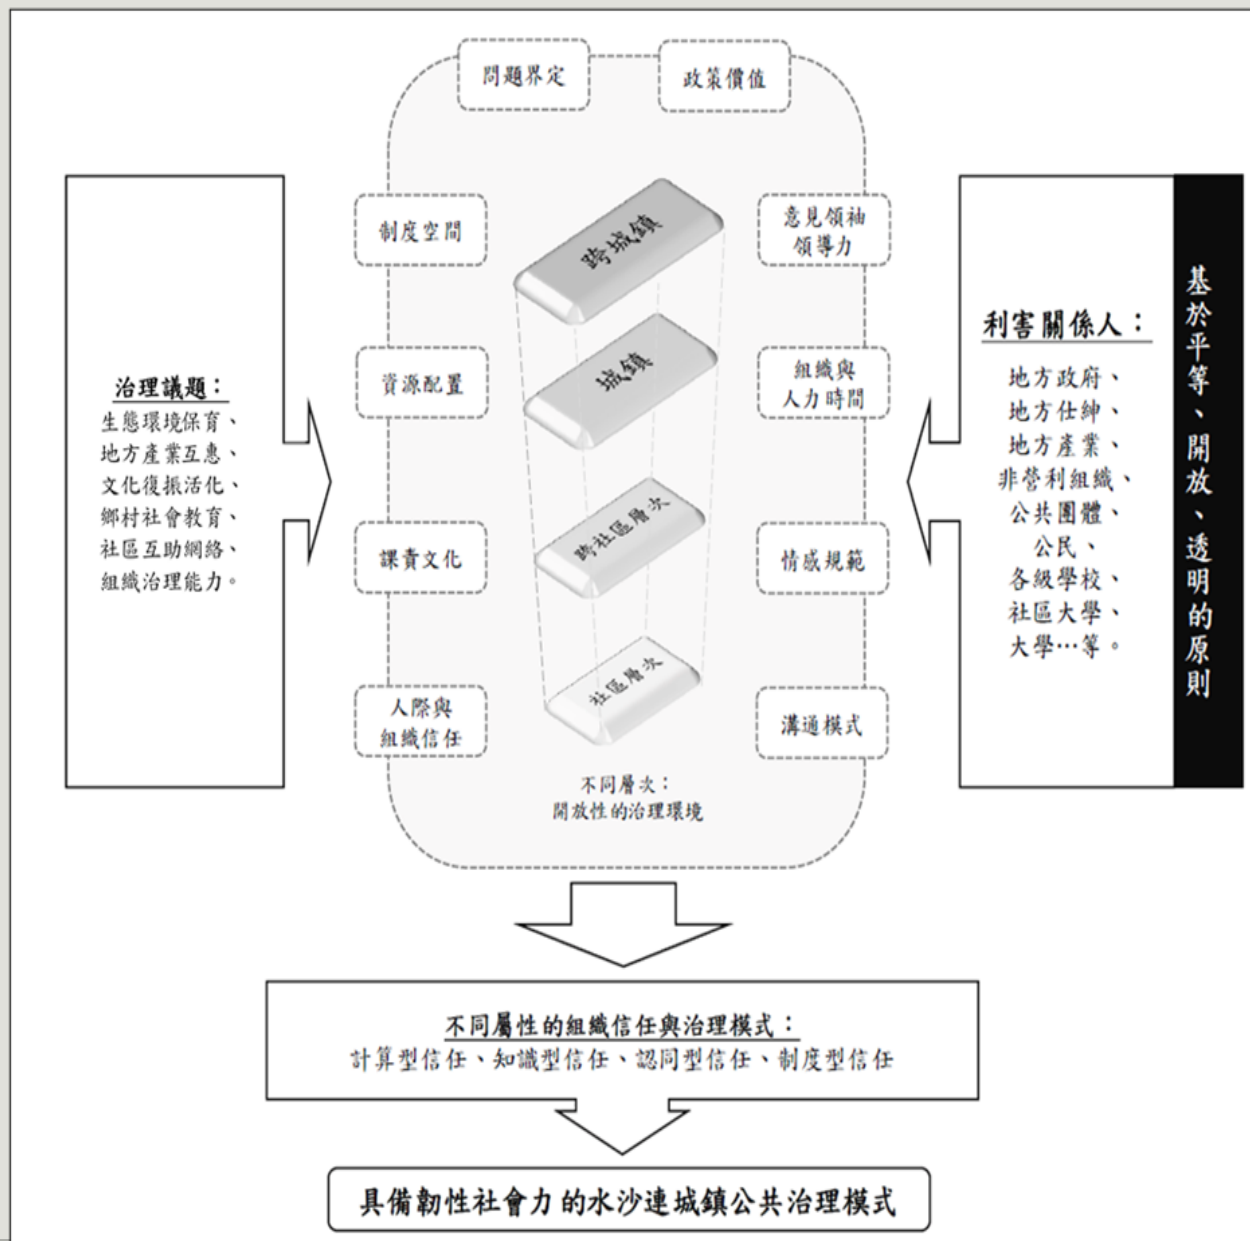 問題界定
政策價值
制度空間
資源配置
課責文化
人際與
組織信任
意見領袖
領導力
組織與
人力時間
情感規範
溝通模式
跨城鎮
城鎮
跨社區層次
社區層次
不同層次：
開放性的治理環境
治理議題：
生態環境保育、
地方產業互惠、
文化復振活化、
鄉村社會教育、
社區互助網絡、
組織治理能力。
利害關係人：
地方政府、
地方仕紳、
地方產業、
非營利組織、
公共團體、
公民、
各級學校、
社區大學、
大學…等。
基於平等、開放、透明的原則
不同屬性的組織信任與治理模式：
計算型信任、知識型信任、認同型信任、制度型信任
具備韌性社會力的水沙連城鎮公共治理模式